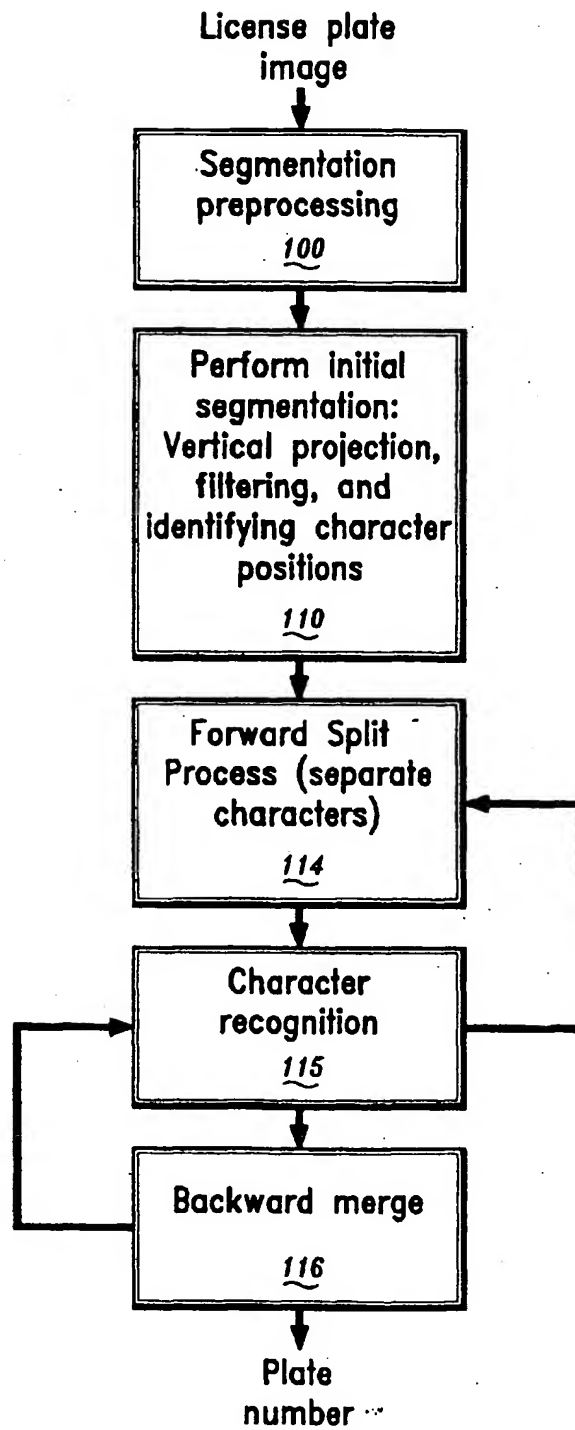 License plate
image
Segmentation
preprocessing
100
Perform initial
segmentation:
Vertical projection,
filtering, and
identifying character
positions
110
Forward Split
Process (separate
characters)
114
Character
recognition
115
Backward merge
116
Plate
number